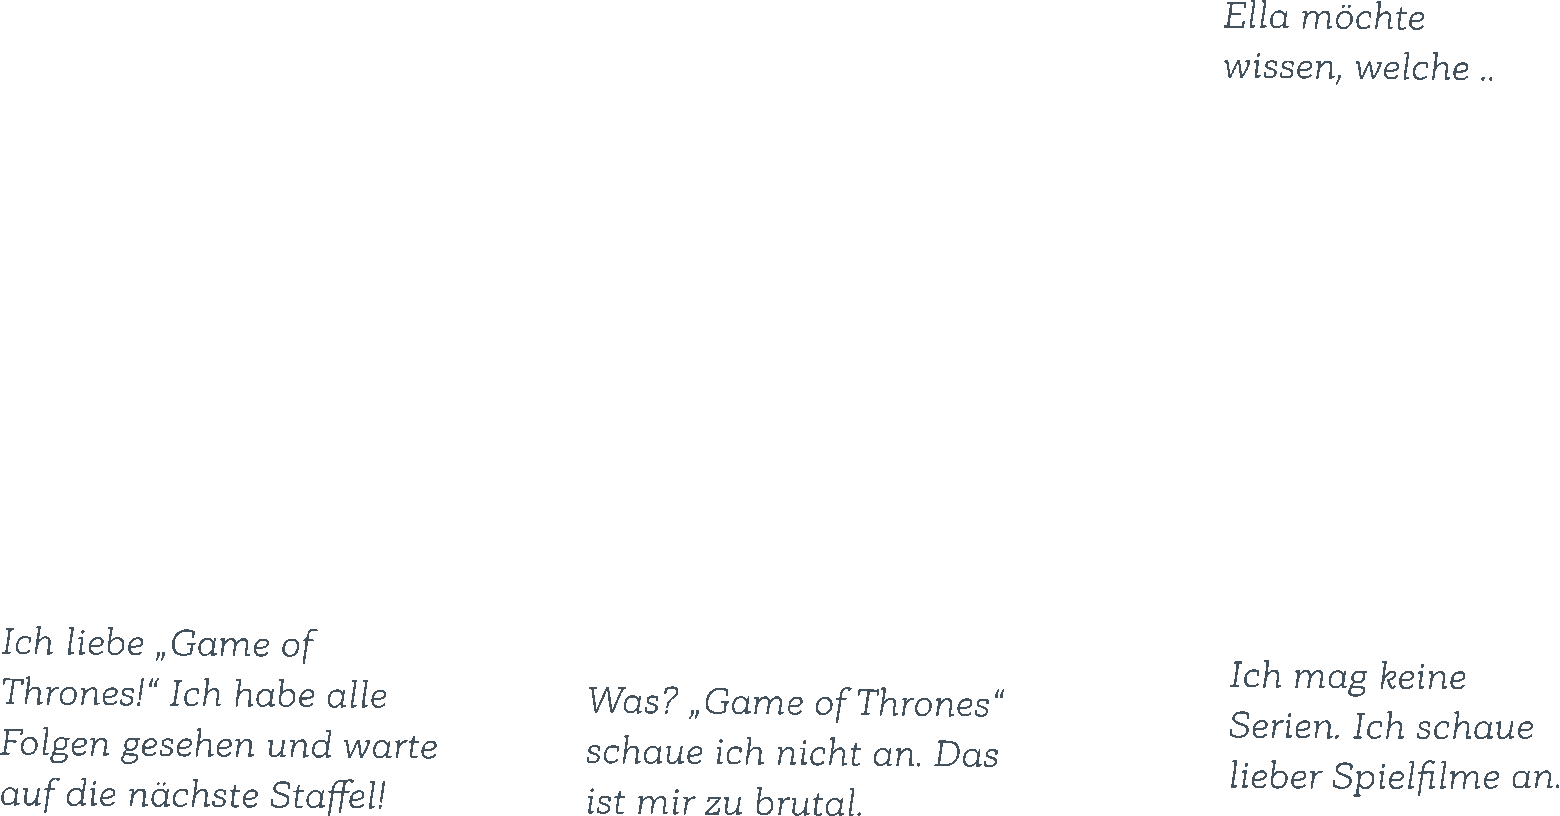 Ella möchte
wissen, welche ..
Ich liebe „Game of
Thrones!“ Ich habe alle
Folgen gesehen und warte
auf die nächste Staffel!
Was? „Game of Thrones“
schaue ich nicht an. Das
ist mir zu brutal.
Ich mag keine
Serien. Ich schaue
lieber Spielfilme an.